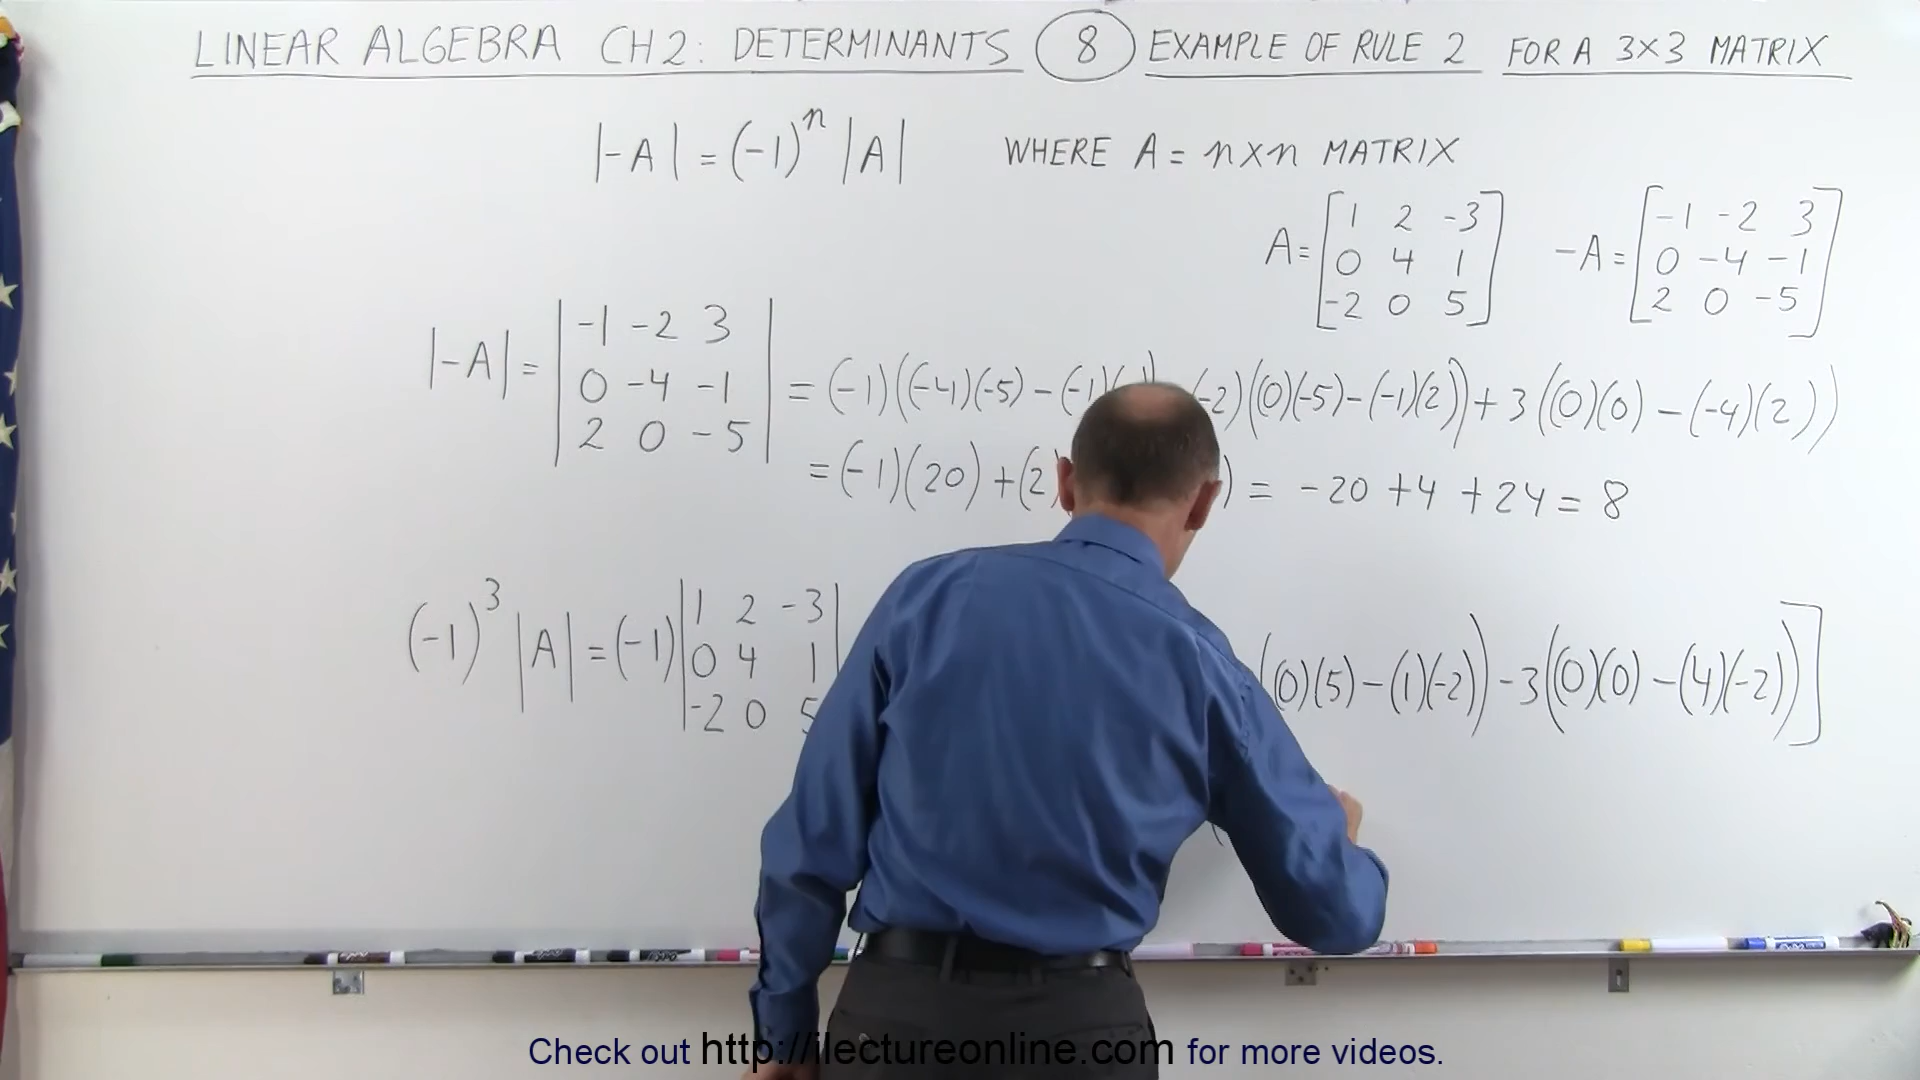 LINEAR ALGEBRA CH 2: DETERMINANTS 8 EXAMPLE OF RULE 2 FOR A 3×3 MATRIX
|-A| = (-1)^n |A| WHERE A = n×n MATRIX
A = [1 2 -3 -A = [-1 -2 3
0 4 1 0 -4 -1
-2 0 5] 2 0 -5]
|-A| = |-1 -2 3
0 -4 -1
2 0 -5| = (-1)((-4)(-5) - (-1)( -2)((0)(-5) - (-1)(2)) + 3((0)(0) - (-4)(2))
= (-1)(20) + (2) ) = -20 + 4 + 24 = 8
(-1)^3 |A| = (-1) |1 2 -3|
0 4 1
-2 0 5
((0)(5) - (1)(-2)) - 3((0)(0) - (4)(-2))]
Check out http://ilectureonline.com for more videos.